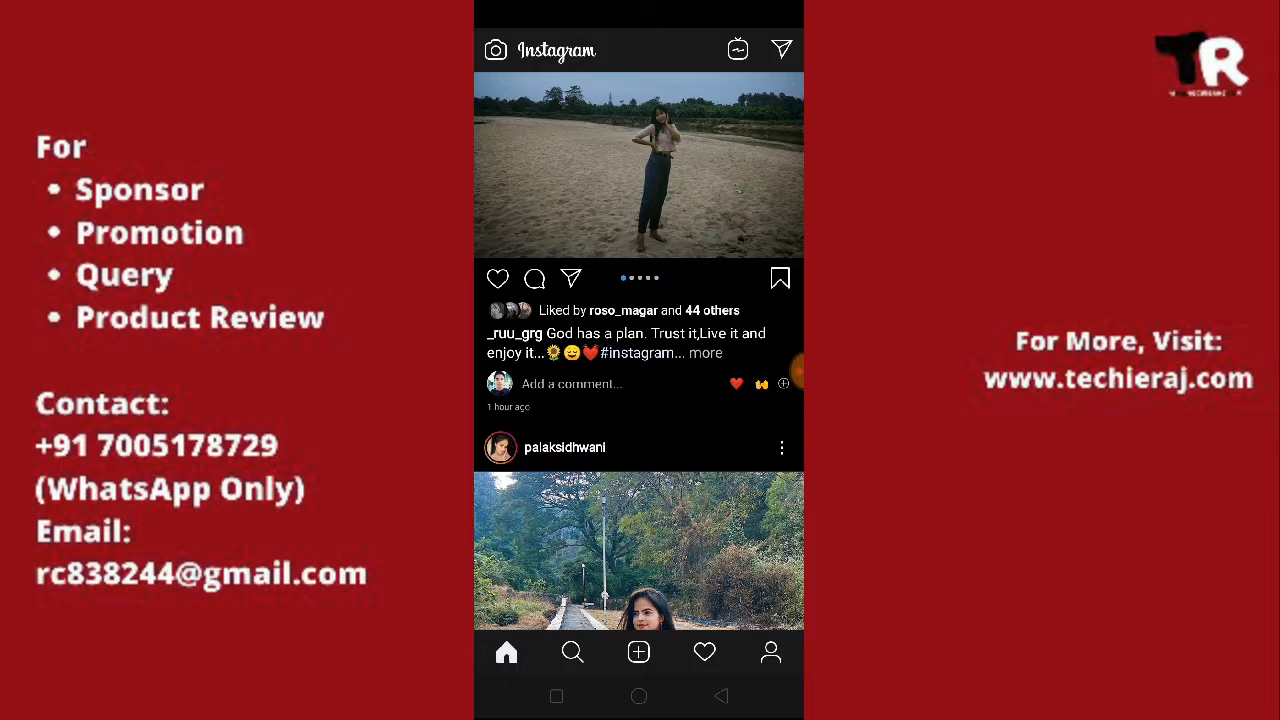 For
• Sponsor
• Promotion
• Query
• Product Review
Contact:
+91 7005178729
(WhatsApp Only)
Email:
rc838244@gmail.com
Instagram
Liked by roso_magar and 44 others
_ruu_grg God has a plan. Trust it,Live it and
enjoy it...🌻😄❤️#instagram... more
Add a comment...
❤️ 🙌
1 hour ago
palaksidhwani
TR
For More, Visit:
www.techieraj.com